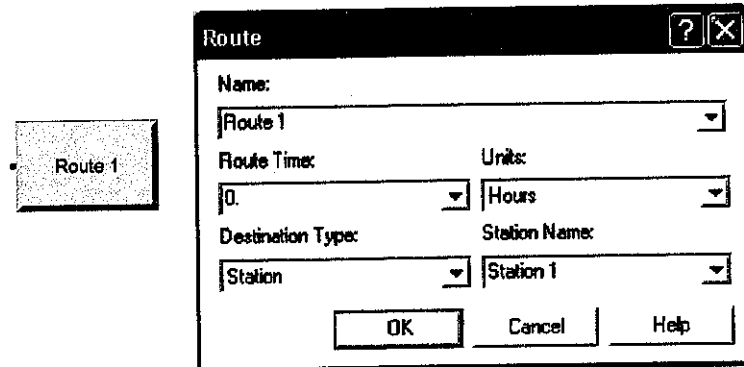 Route
Name:
Route 1
Route 1
Route Time:
Units:
0.
Hours
Destination Type:
Station Name:
Station
Station 1
OK
Cancel
Help